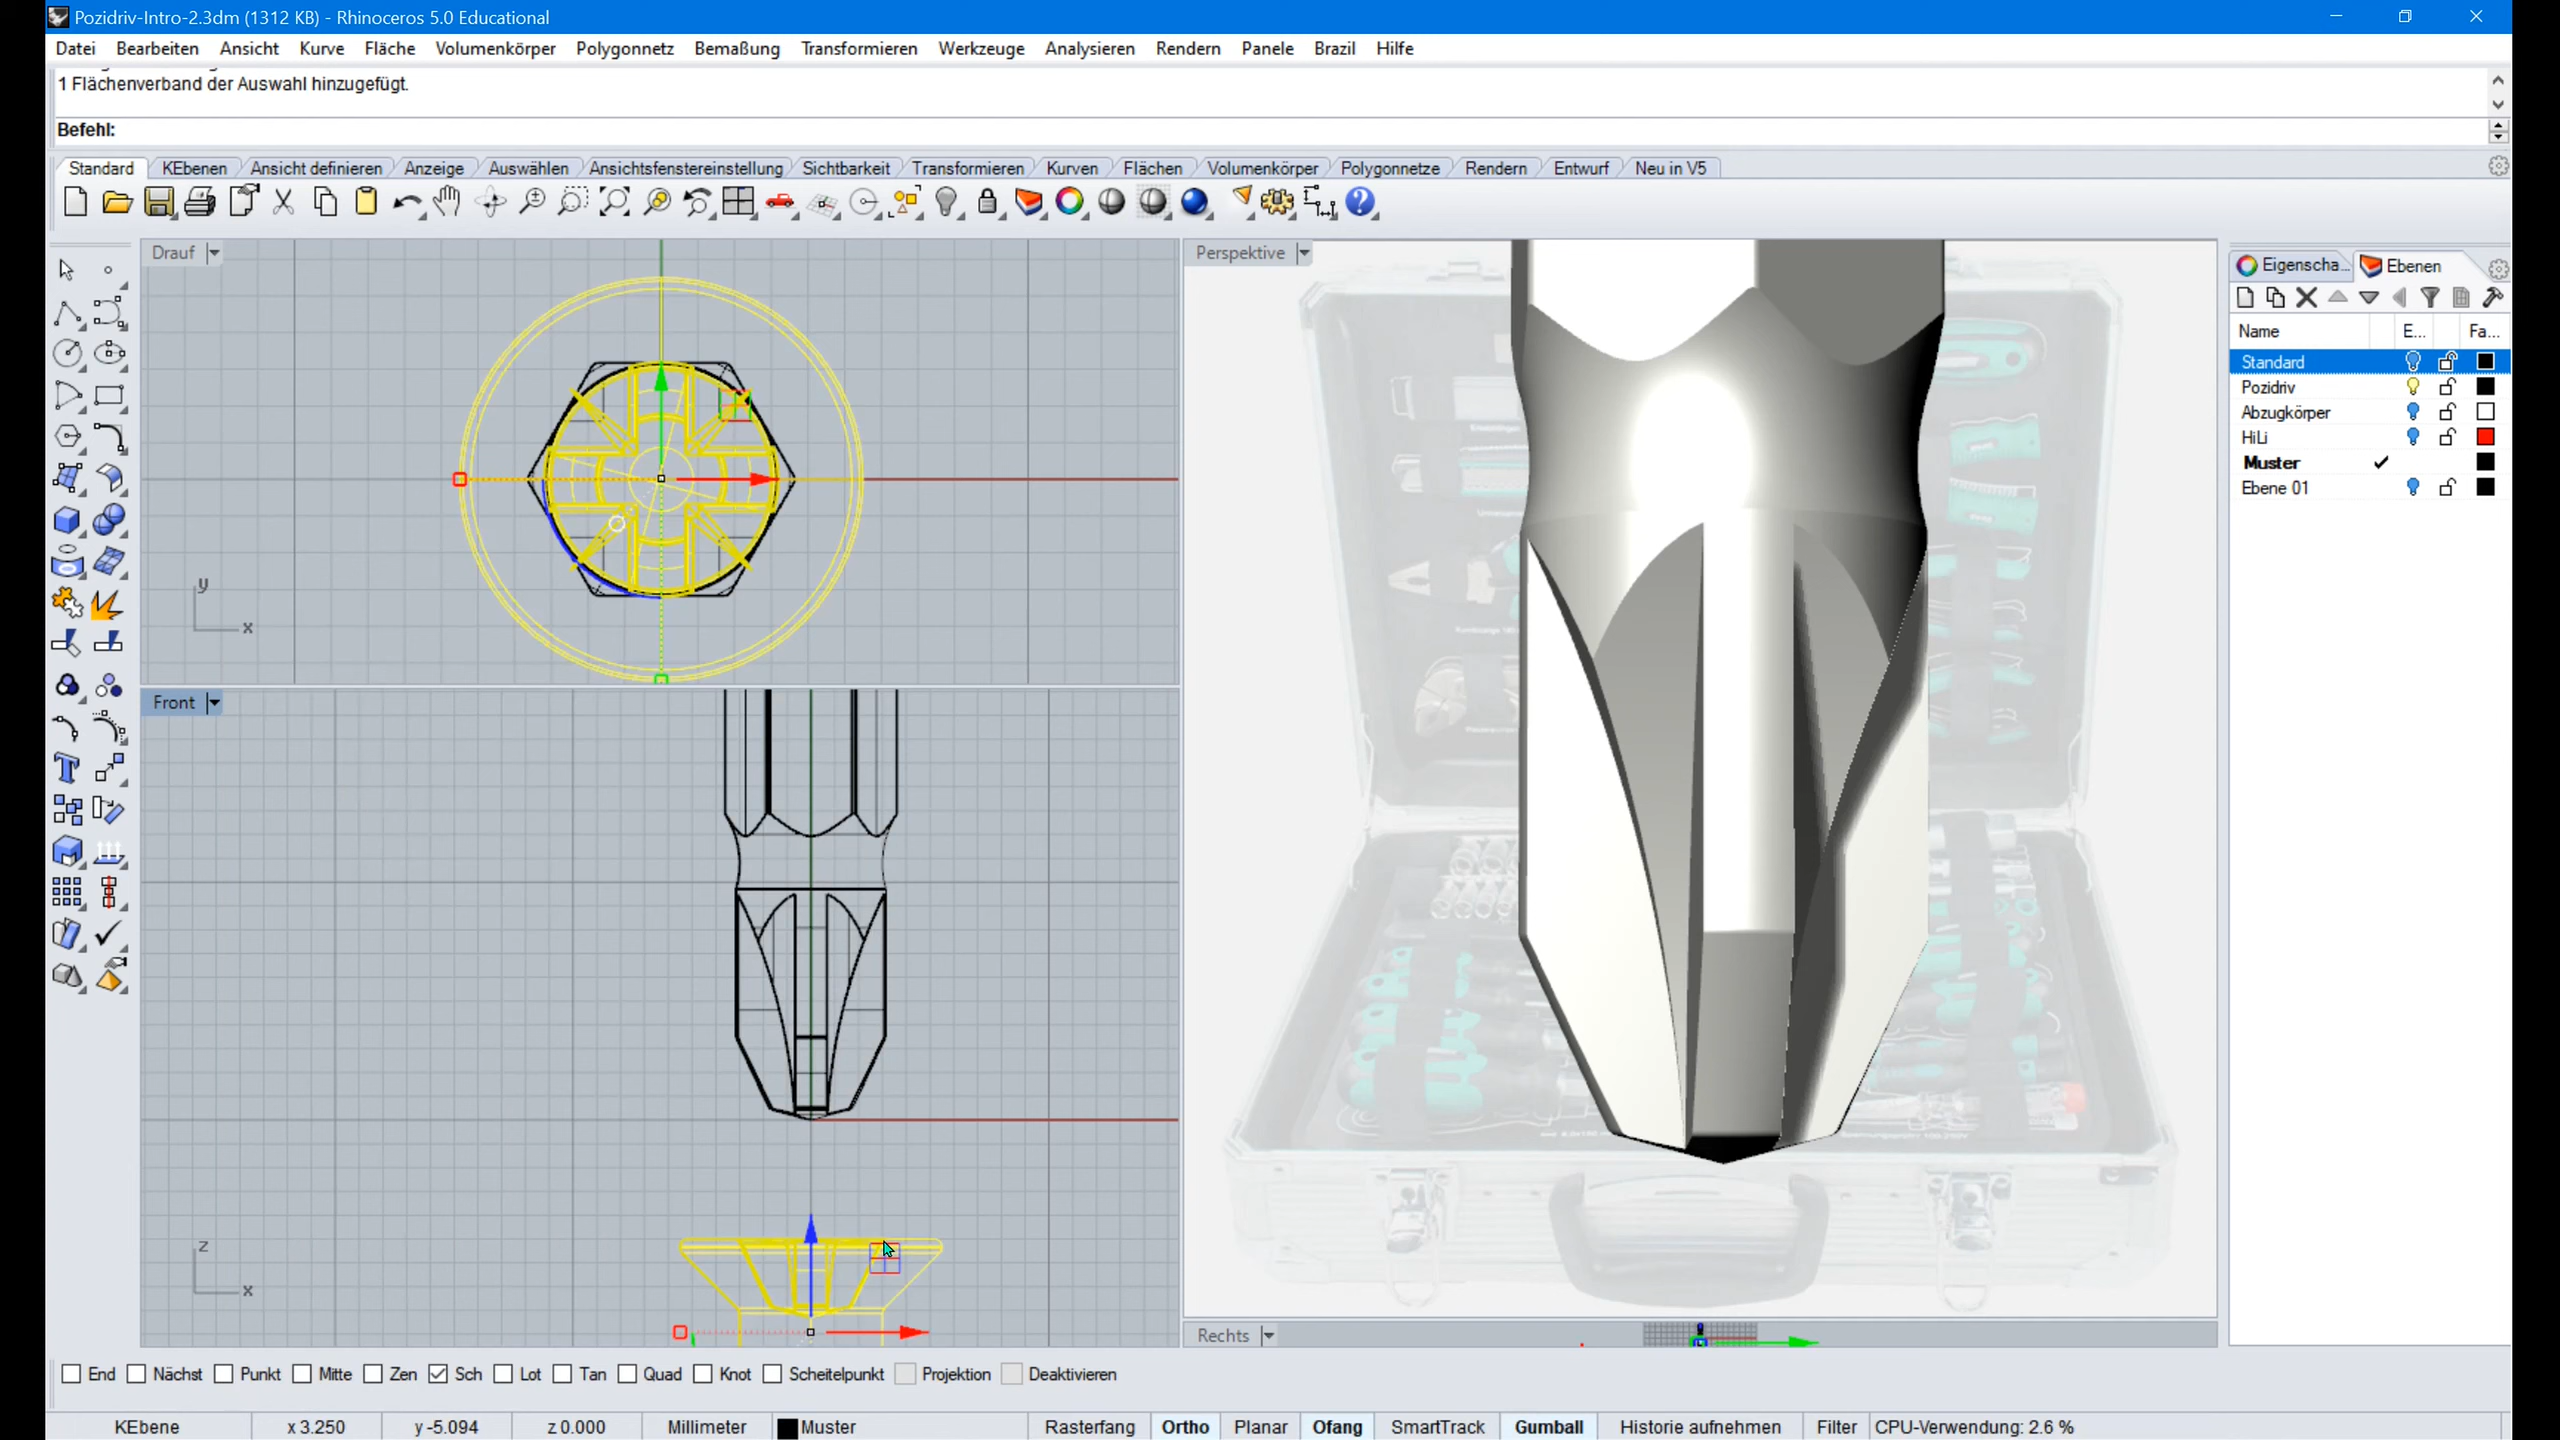 Pozidriv-Intro-2.3dm (1312 KB) - Rhinoceros 5.0 Educational
Datei Bearbeiten Ansicht Kurve Fläche Volumenkörper Polygonnetz Bemaßung Transformieren Werkzeuge Analysieren Rendern Panele Brazil Hilfe
1 Flächenverband der Auswahl hinzugefügt.
Befehl:
Standard KEbenen Ansicht definieren Anzeige Auswählen Ansichtsfenstereinstellung Sichtbarkeit Transformieren Kurven Flächen Volumenkörper Polygonnetze Rendern Entwurf Neu in V5
Drauf
Perspektive
Eigenscha... Ebenen
Name E... Fa...
Standard
Pozidriv
Abzugkörper
HiLi
Muster
Ebene 01
y
x
Front
z
x
Rechts
End Nächst Punkt Mitte Zen Sch Lot Tan Quad Knot Scheitelpunkt Projektion Deaktivieren
KEbene x 3.250 y -5.094 z 0.000 Millimeter Muster Rasterfang Ortho Planar Ofang SmartTrack Gumball Historie aufnehmen Filter CPU-Verwendung: 2.6 %